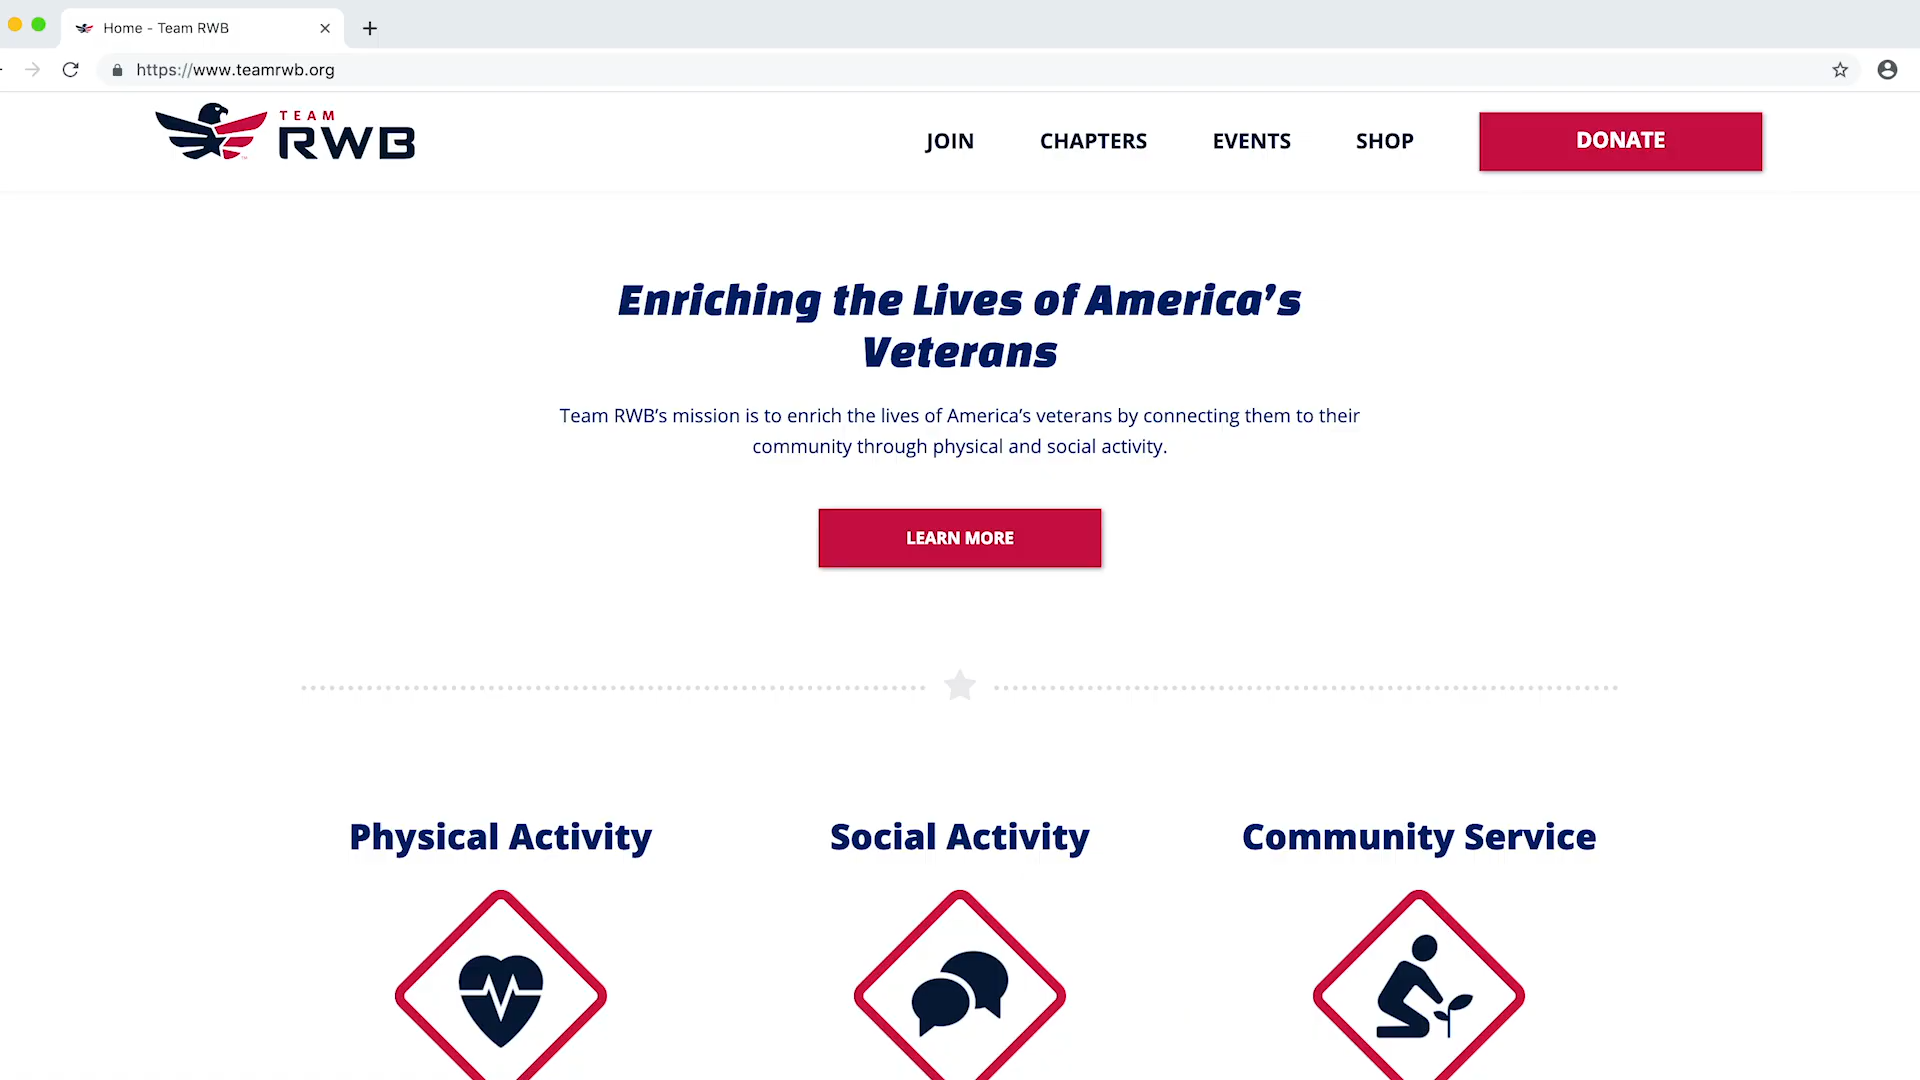 Home - Team RWB
https://www.teamrwb.org
TEAM
RWB
JOIN
CHAPTERS
EVENTS
SHOP
DONATE
Enriching the Lives of America’s
Veterans
Team RWB’s mission is to enrich the lives of America’s veterans by connecting them to their
community through physical and social activity.
LEARN MORE
Physical Activity
Social Activity
Community Service